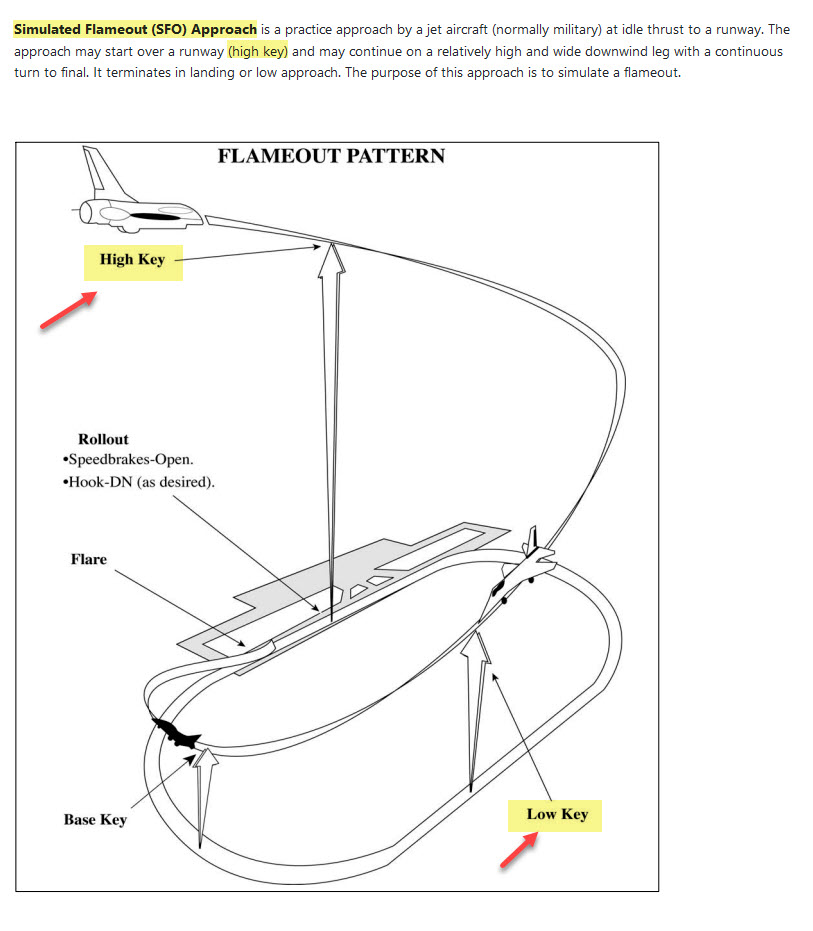 Simulated Flameout (SFO) Approach is a practice approach by a jet aircraft (normally military) at idle thrust to a runway. The
approach may start over a runway (high key) and may continue on a relatively high and wide downwind leg with a continuous
turn to final. It terminates in landing or low approach. The purpose of this approach is to simulate a flameout.
FLAMEOUT PATTERN
High Key
Rollout
•Speedbrakes-Open.
•Hook-DN (as desired).
Flare
Base Key
Low Key